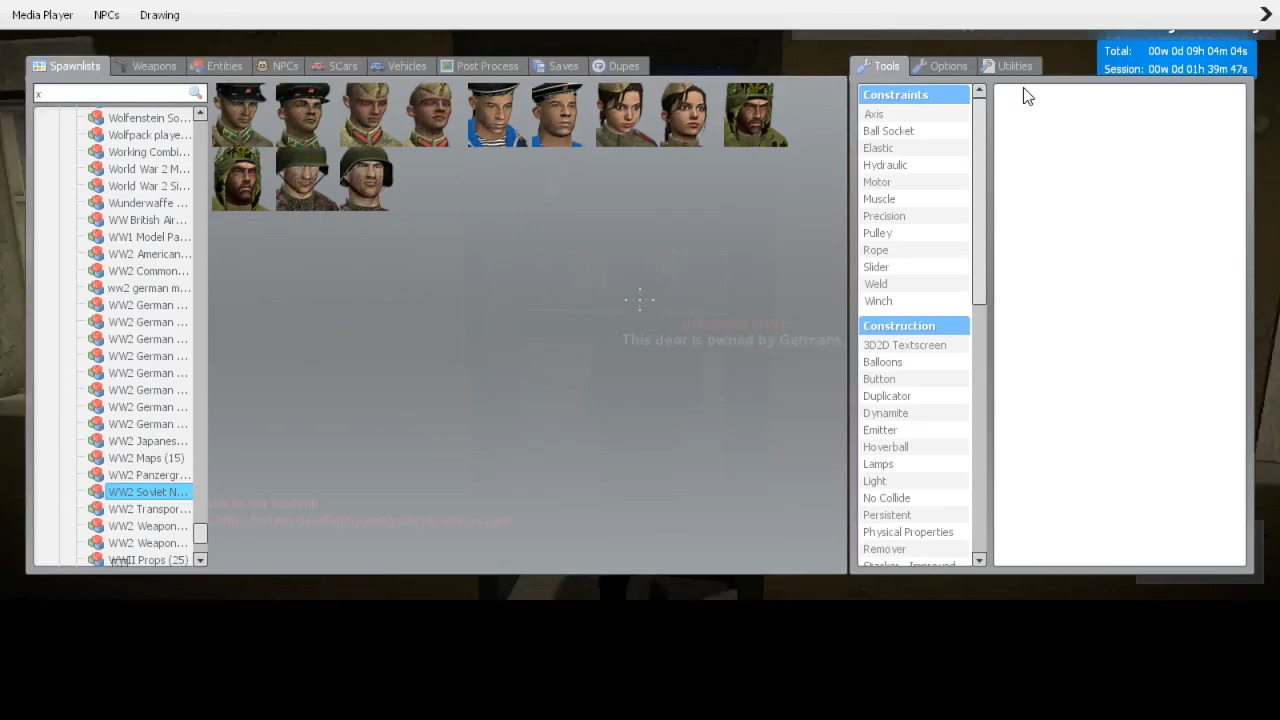 Media Player NPCs Drawing
Total: 00w 0d 09h 04m 04s
Session: 00w 0d 01h 39m 47s
Spawnlists Weapons Entities NPCs SCars Vehicles Post Process Saves Dupes
Tools Options Utilities
x
Wolfenstein So...
Wolfpack playe...
Working Combi...
World War 2 M...
World War 2 Si...
Wunderwaffe ...
WW British Air...
WW1 Model Pa...
WW2 American...
WW2 Common...
ww2 german m...
WW2 German ...
WW2 German ...
WW2 German ...
WW2 German ...
WW2 German ...
WW2 German ...
WW2 German ...
WW2 German ...
WW2 Japanes...
WW2 Maps (15)
WW2 Panzergr...
WW2 Soviet N...
WW2 Transpor...
WW2 Weapon...
WW2 Weapon...
WWII Props (25)
This door is owned by Germans
Constraints
Axis
Ball Socket
Elastic
Hydraulic
Motor
Muscle
Precision
Pulley
Rope
Slider
Weld
Winch
Construction
3D2D Textscreen
Balloons
Button
Duplicator
Dynamite
Emitter
Hoverball
Lamps
Light
No Collide
Persistent
Physical Properties
Remover
Stacker - Improved